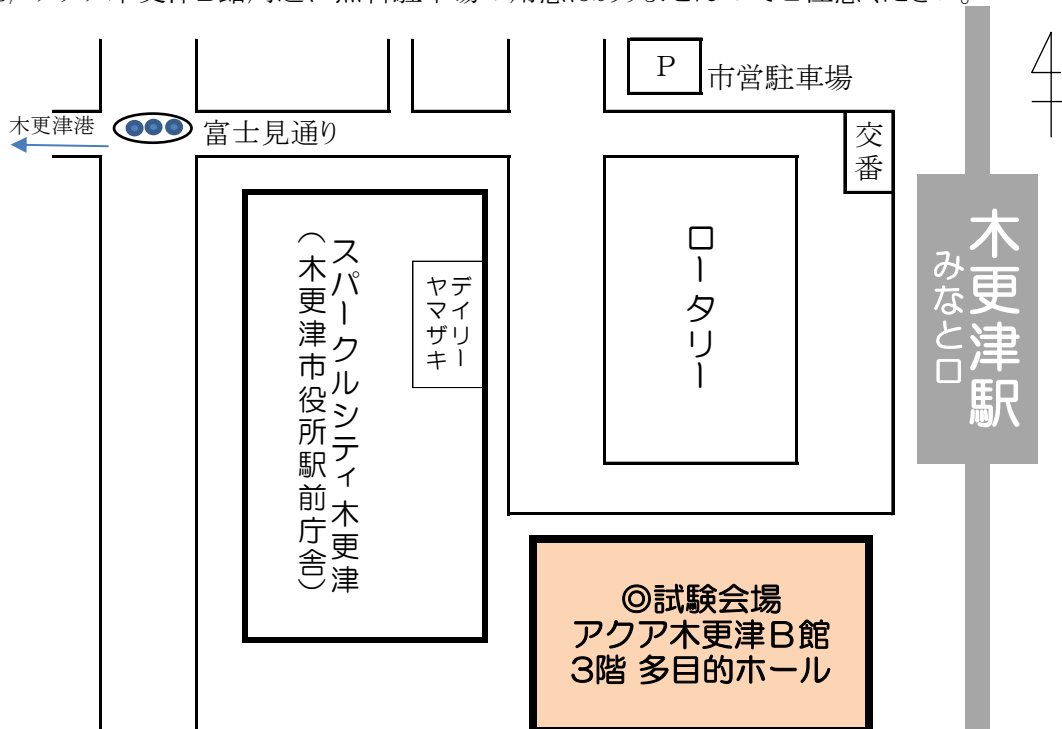 P
市営駐車場
木更津港
富士見通り
交番
スパークルシティ木更津
（木更津市役所駅前庁舎）
デイリー
ヤマザキ
ロータリー
木更津駅
みなと口
◎試験会場
アクア木更津B館
3階 多目的ホール